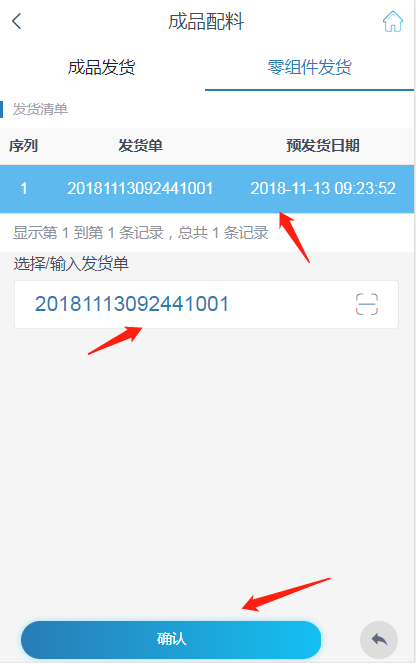 成品配料
成品发货 零组件发货
发货清单
序列 发货单 预发货日期
1 20181113092441001 2018-11-13 09:23:52
显示第 1 到第 1 条记录，总共 1 条记录
选择/输入发货单
20181113092441001
确认